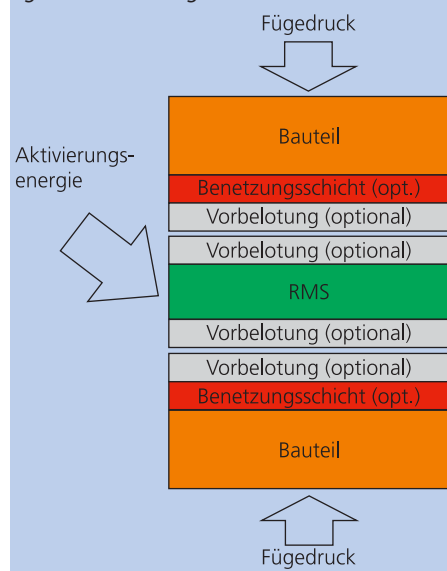 Fügedruck
Bauteil
Aktivierungs-
energie
Benetzungsschicht (opt.)
Vorbelotung (optional)
Vorbelotung (optional)
RMS
Vorbelotung (optional)
Vorbelotung (optional)
Benetzungsschicht (opt.)
Bauteil
Fügedruck